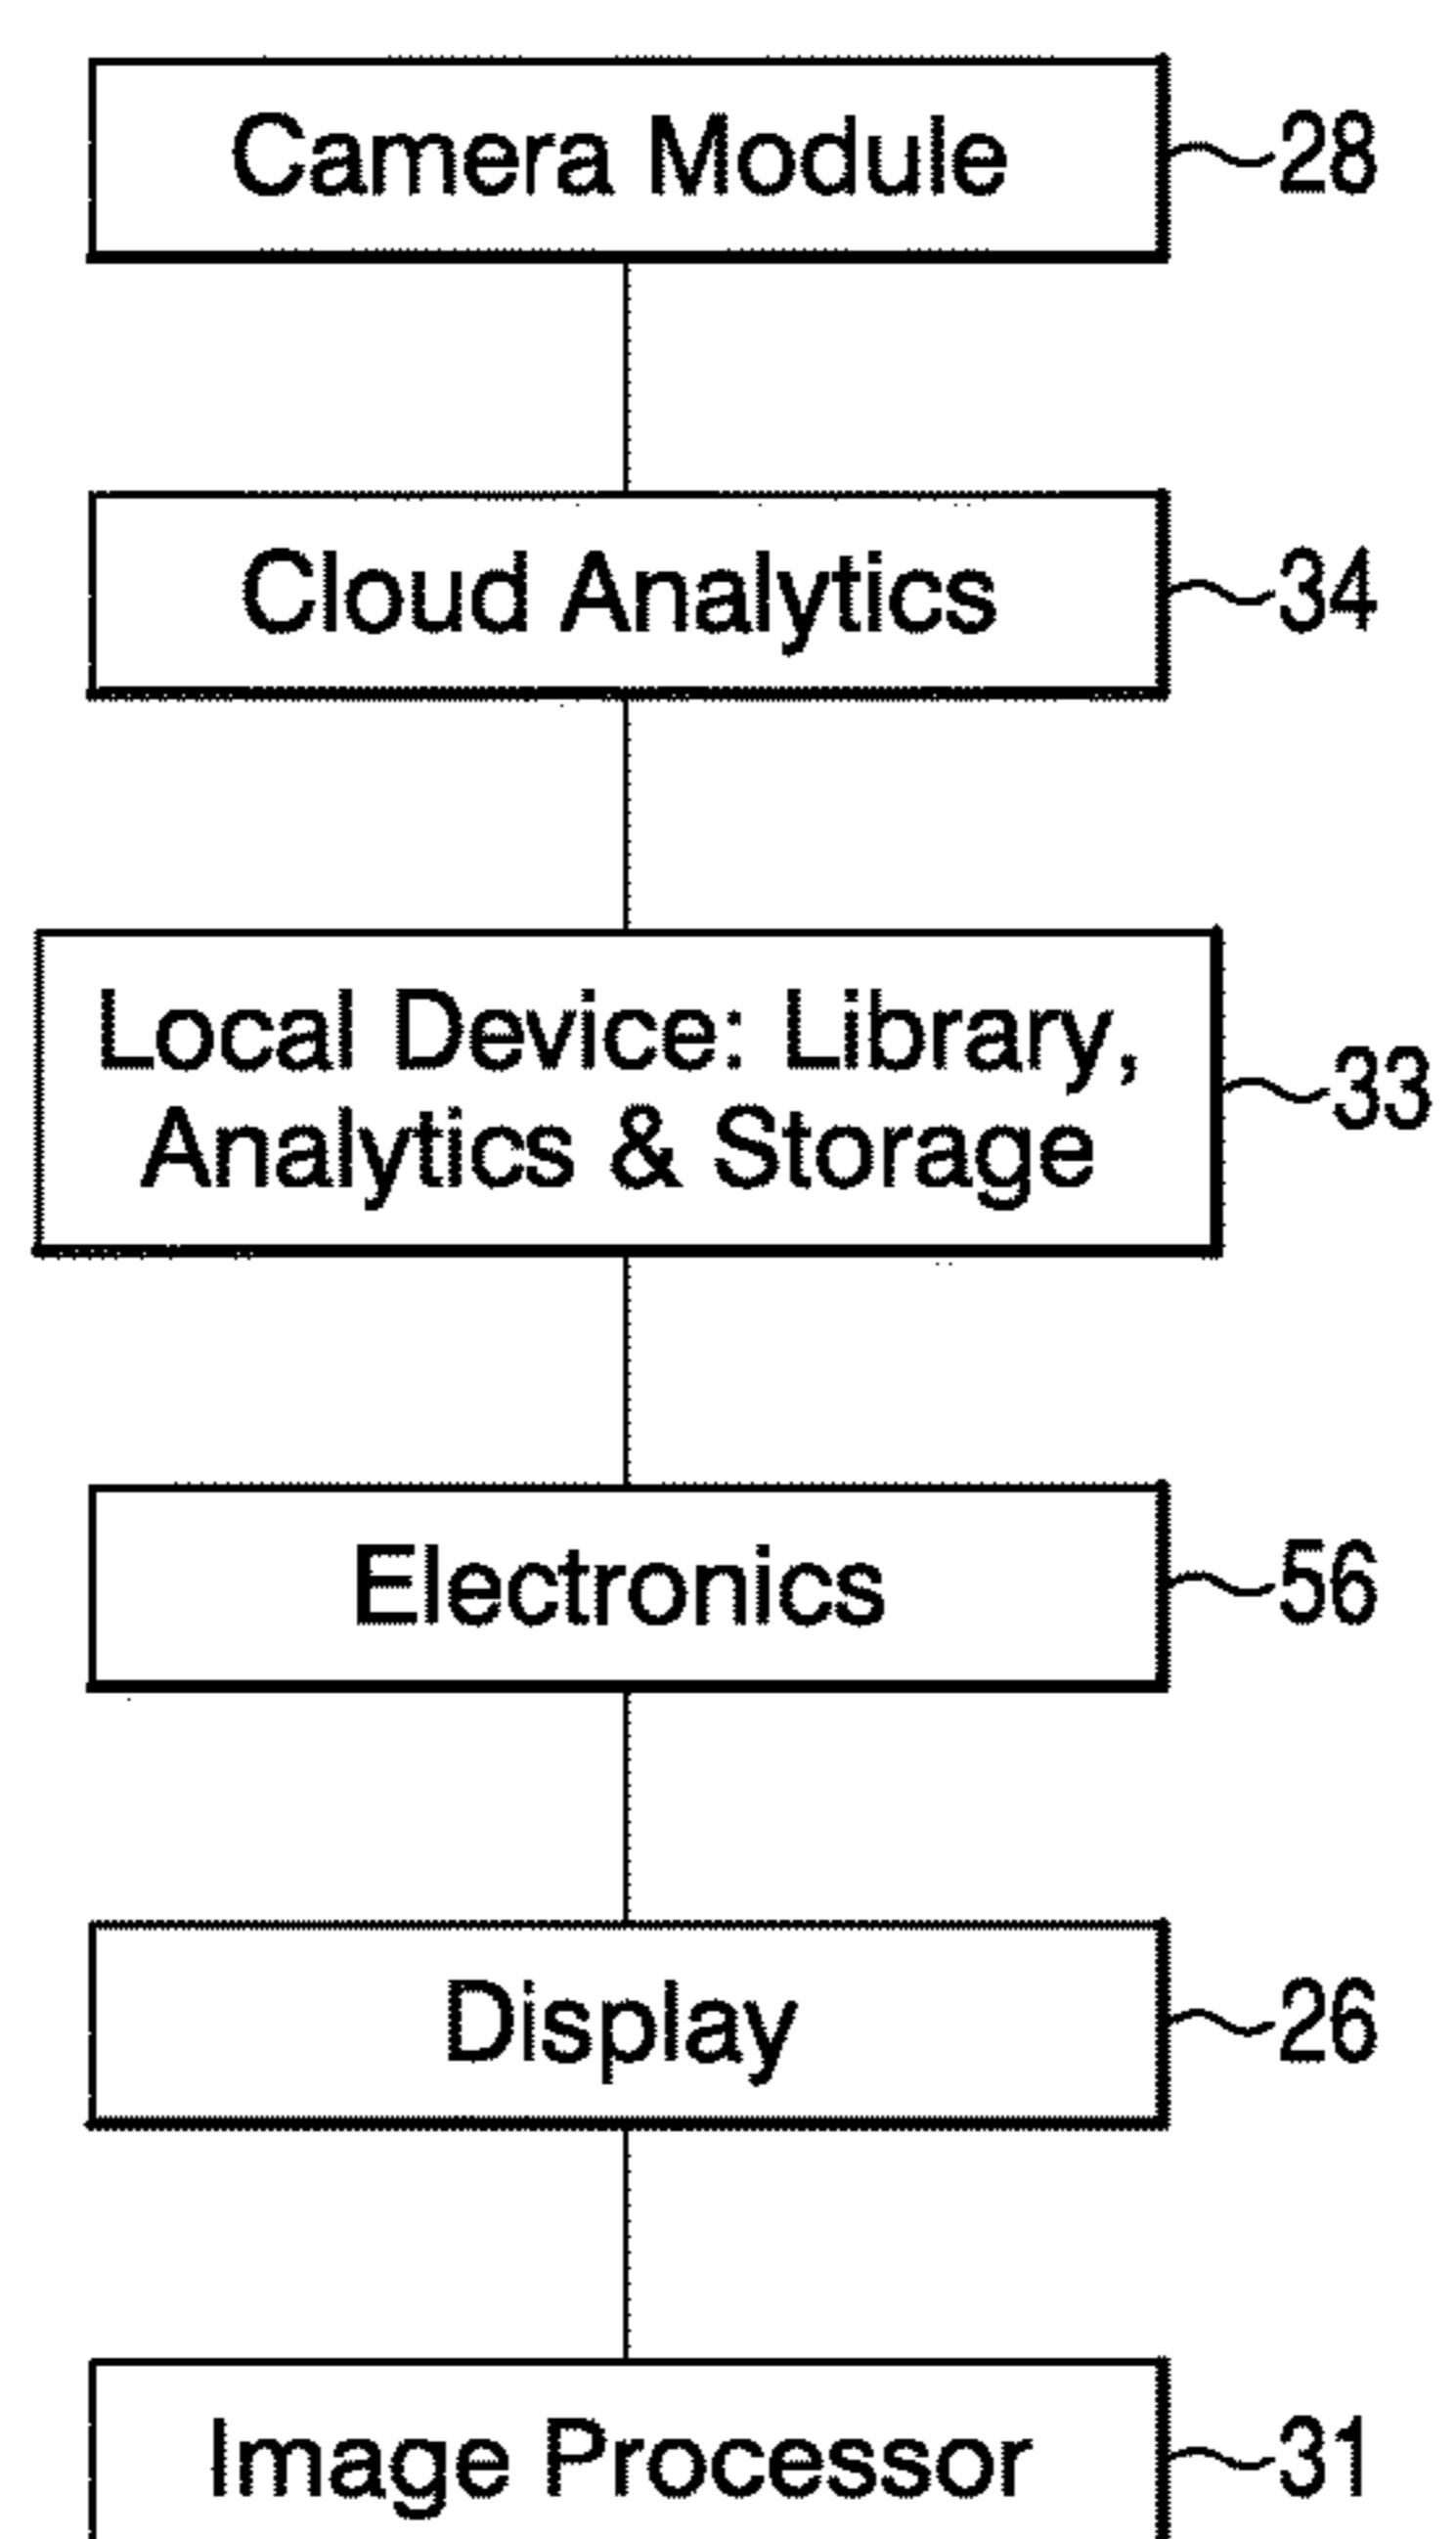 Camera Module 28
Cloud Analytics 34
Local Device: Library,
Analytics & Storage 33
Electronics 56
Display 26
Image Processor 31